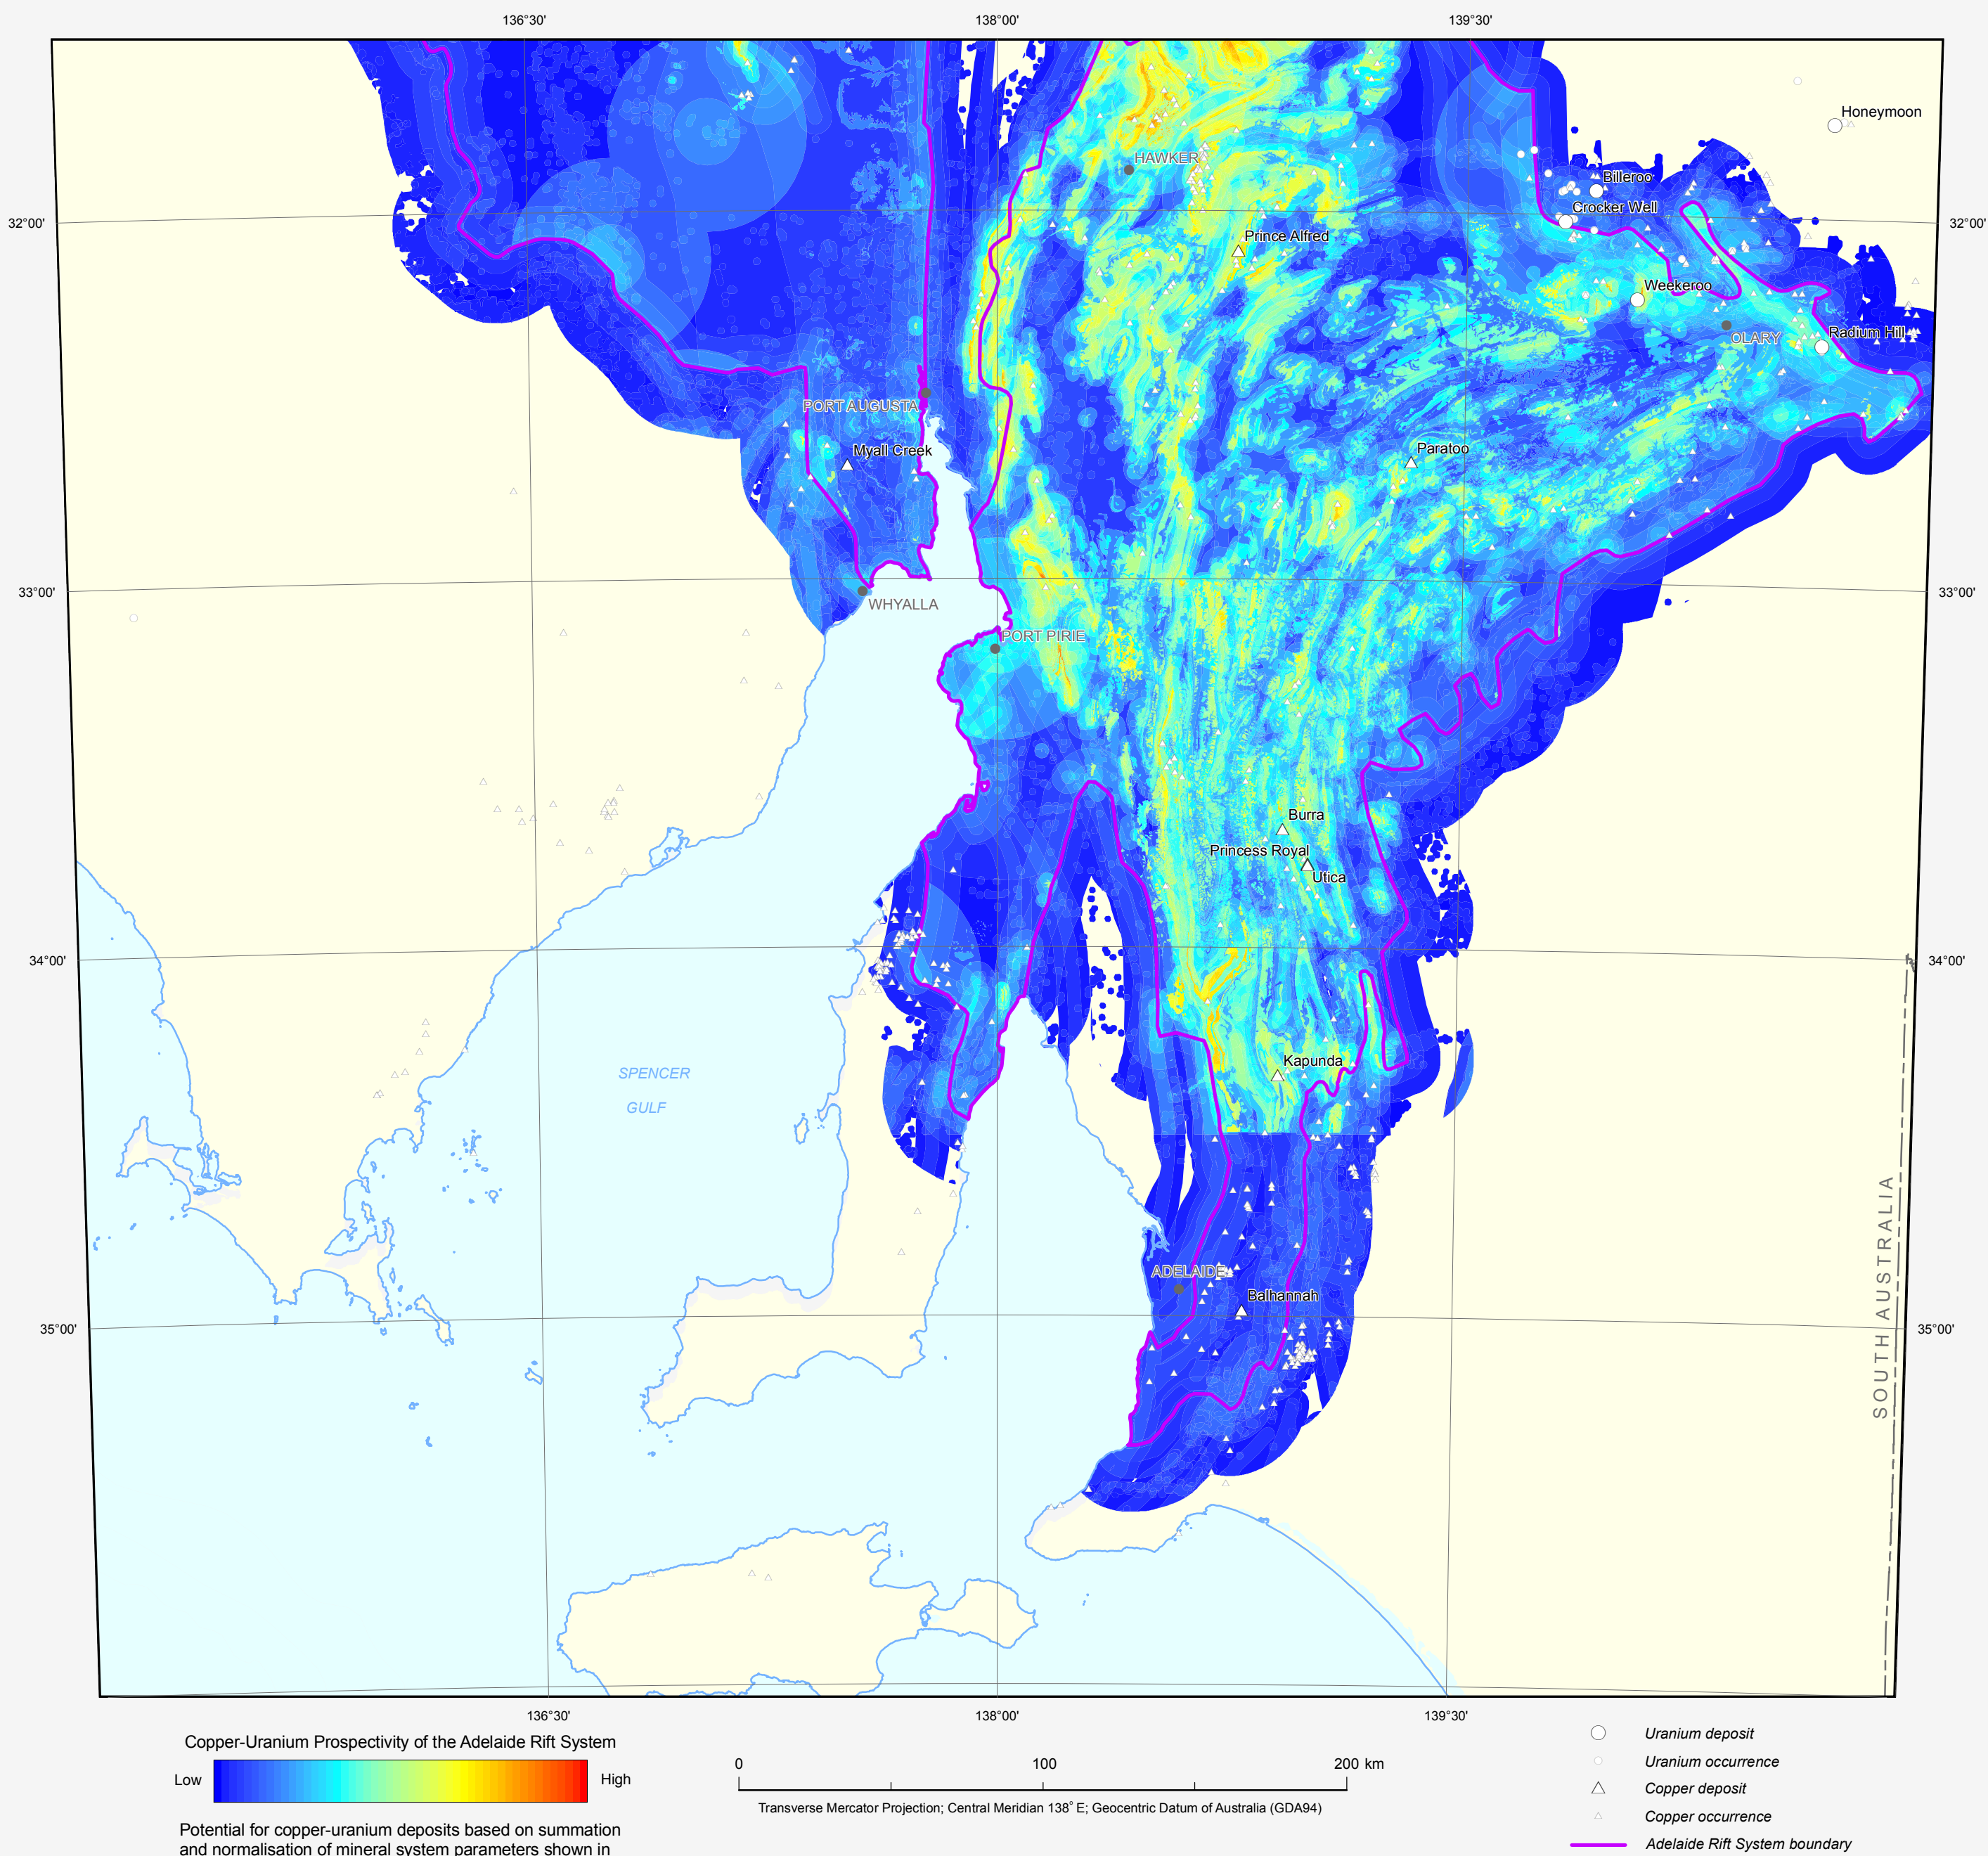 136°30'
138°00'
139°30'
Honeymoon
HAWKER
Billeroo
Crocker Well
32°00'
32°00'
Prince Alfred
Weekeroo
Radium Hill
OLARY
PORT AUGUSTA
Myall Creek
Paratoo
33°00'
33°00'
WHYALLA
PORT PIRIE
Burra
Princess Royal
Utica
34°00'
34°00'
Kapunda
SPENCER
GULF
SOUTH AUSTRALIA
ADELAIDE
Balhannah
35°00'
35°00'
136°30'
138°00'
139°30'
Copper-Uranium Prospectivity of the Adelaide Rift System
Low
High
Potential for copper-uranium deposits based on summation
and normalisation of mineral system parameters shown in
0
100
200 km
Transverse Mercator Projection; Central Meridian 138° E; Geocentric Datum of Australia (GDA94)
Uranium deposit
Uranium occurrence
Copper deposit
Copper occurrence
Adelaide Rift System boundary